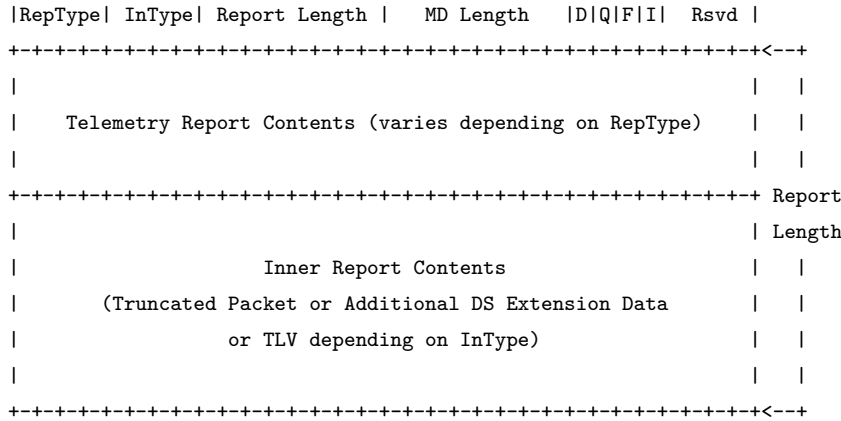 |RepType| InType| Report Length |   MD Length   |D|Q|F|I|  Rsvd |
+-+-+-+-+-+-+-+-+-+-+-+-+-+-+-+-+-+-+-+-+-+-+-+-+-+-+-+-+-+-+-+-+<--+
|                                                               |   |
|    Telemetry Report Contents (varies depending on RepType)    |   |
|                                                               |   |
+-+-+-+-+-+-+-+-+-+-+-+-+-+-+-+-+-+-+-+-+-+-+-+-+-+-+-+-+-+-+-+-+ Report
|                                                               | Length
|                     Inner Report Contents                     |   |
|       (Truncated Packet or Additional DS Extension Data       |   |
|                  or TLV depending on InType)                  |   |
|                                                               |   |
+-+-+-+-+-+-+-+-+-+-+-+-+-+-+-+-+-+-+-+-+-+-+-+-+-+-+-+-+-+-+-+-+<--+